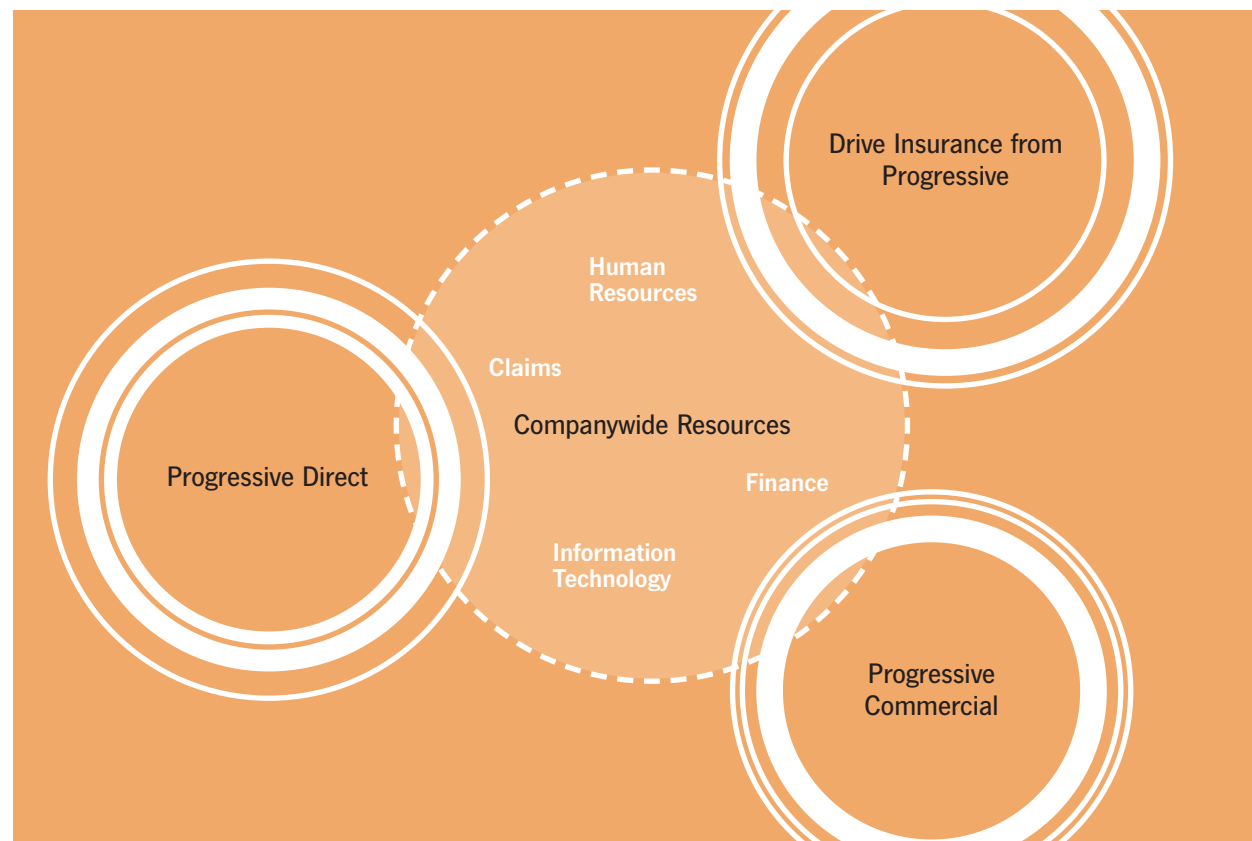 Drive Insurance from
Progressive
Human
Resources
Claims
Companywide Resources
Progressive Direct
Finance
Information
Technology
Progressive
Commercial